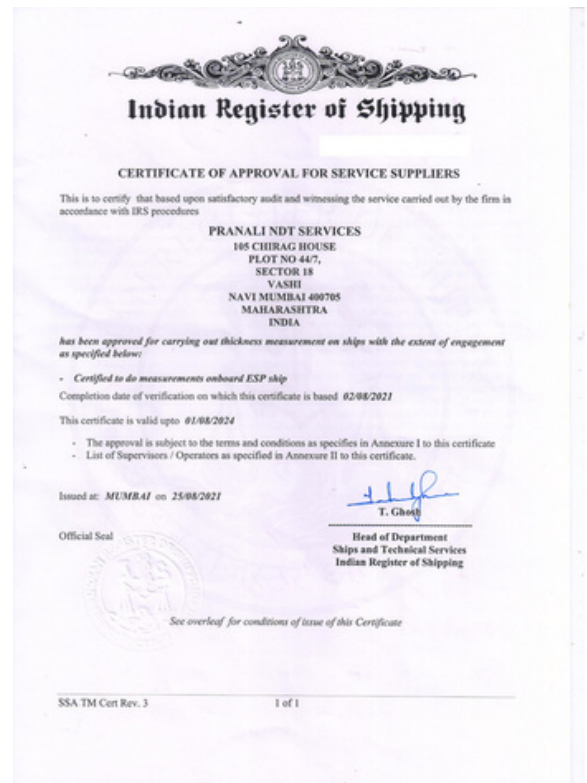 Indian Register of Shipping
CERTIFICATE OF APPROVAL FOR SERVICE SUPPLIERS
This is to certify that based upon satisfactory audit and witnessing the service carried out by the firm in
accordance with IRS procedures
PRANALI NDT SERVICES
105 CHIRAG HOUSE
PLOT NO 44/7,
SECTOR 18
VASHI
NAVI MUMBAI 400705
MAHARASHTRA
INDIA
has been approved for carrying out thickness measurement on ships with the extent of engagement
as specified below:
- Certified to do measurements onboard ESP ship
Completion date of verification on which this certificate is based 02/08/2021
This certificate is valid upto 01/08/2024
- The approval is subject to the terms and conditions as specifies in Annexure I to this certificate
- List of Supervisors / Operators as specified in Annexure II to this certificate.
Issued at: MUMBAI on 25/08/2021
T. Ghosh
Official Seal
Head of Department
Ships and Technical Services
Indian Register of Shipping
See overleaf for conditions of issue of this Certificate
SSA TM Cert Rev. 3 1 of 1